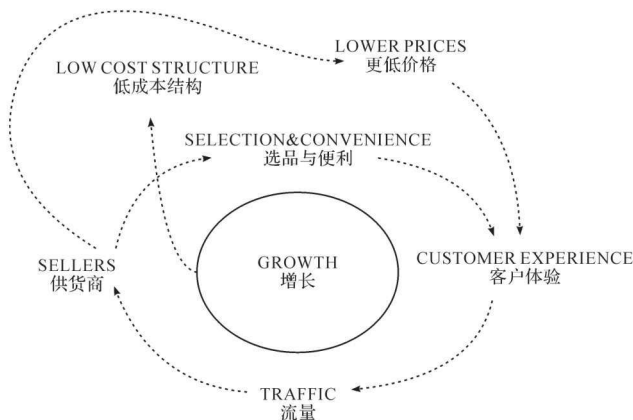 LOWER PRICES
更低价格
LOW COST STRUCTURE
低成本结构
SELECTION&CONVENIENCE
选品与便利
SELLERS
供货商
GROWTH
增长
CUSTOMER EXPERIENCE
客户体验
TRAFFIC
流量